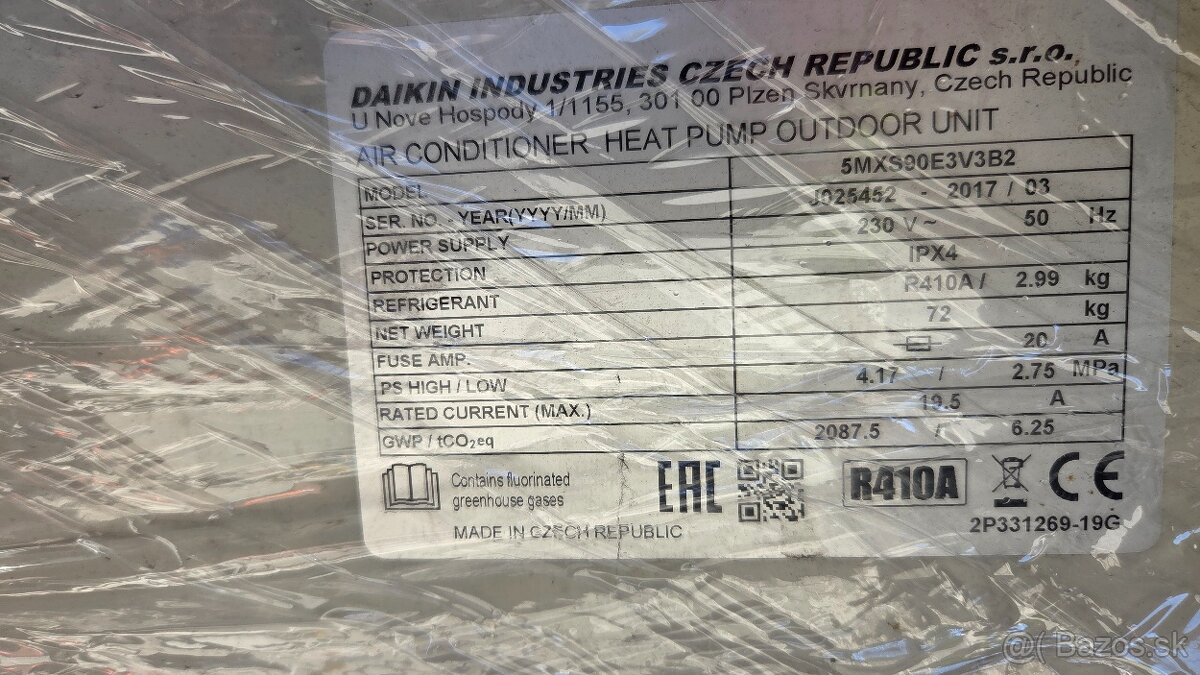 DAIKIN INDUSTRIES CZECH REPUBLIC s.r.o.
U Nove Hospody 1/1155, 301 00 Plzen Skvrnany, Czech Republic
AIR CONDITIONER HEAT PUMP OUTDOOR UNIT
MODEL 5MXS90E3V3B2
SER. NO. - YEAR(YYYY/MM) J025452 - 2017 / 03
POWER SUPPLY 230 V ~ 50 Hz
PROTECTION IPX4
REFRIGERANT R410A / 2.99 kg
NET WEIGHT 72 kg
FUSE AMP. 20 A
PS HIGH / LOW 4.17 / 2.75 MPa
RATED CURRENT (MAX.) 19.5 A
GWP / tCO₂eq 2087.5 / 6.25
Contains fluorinated
greenhouse gases
EAC
R410A
CE
MADE IN CZECH REPUBLIC
2P331269-19G
@( Bazos.sk